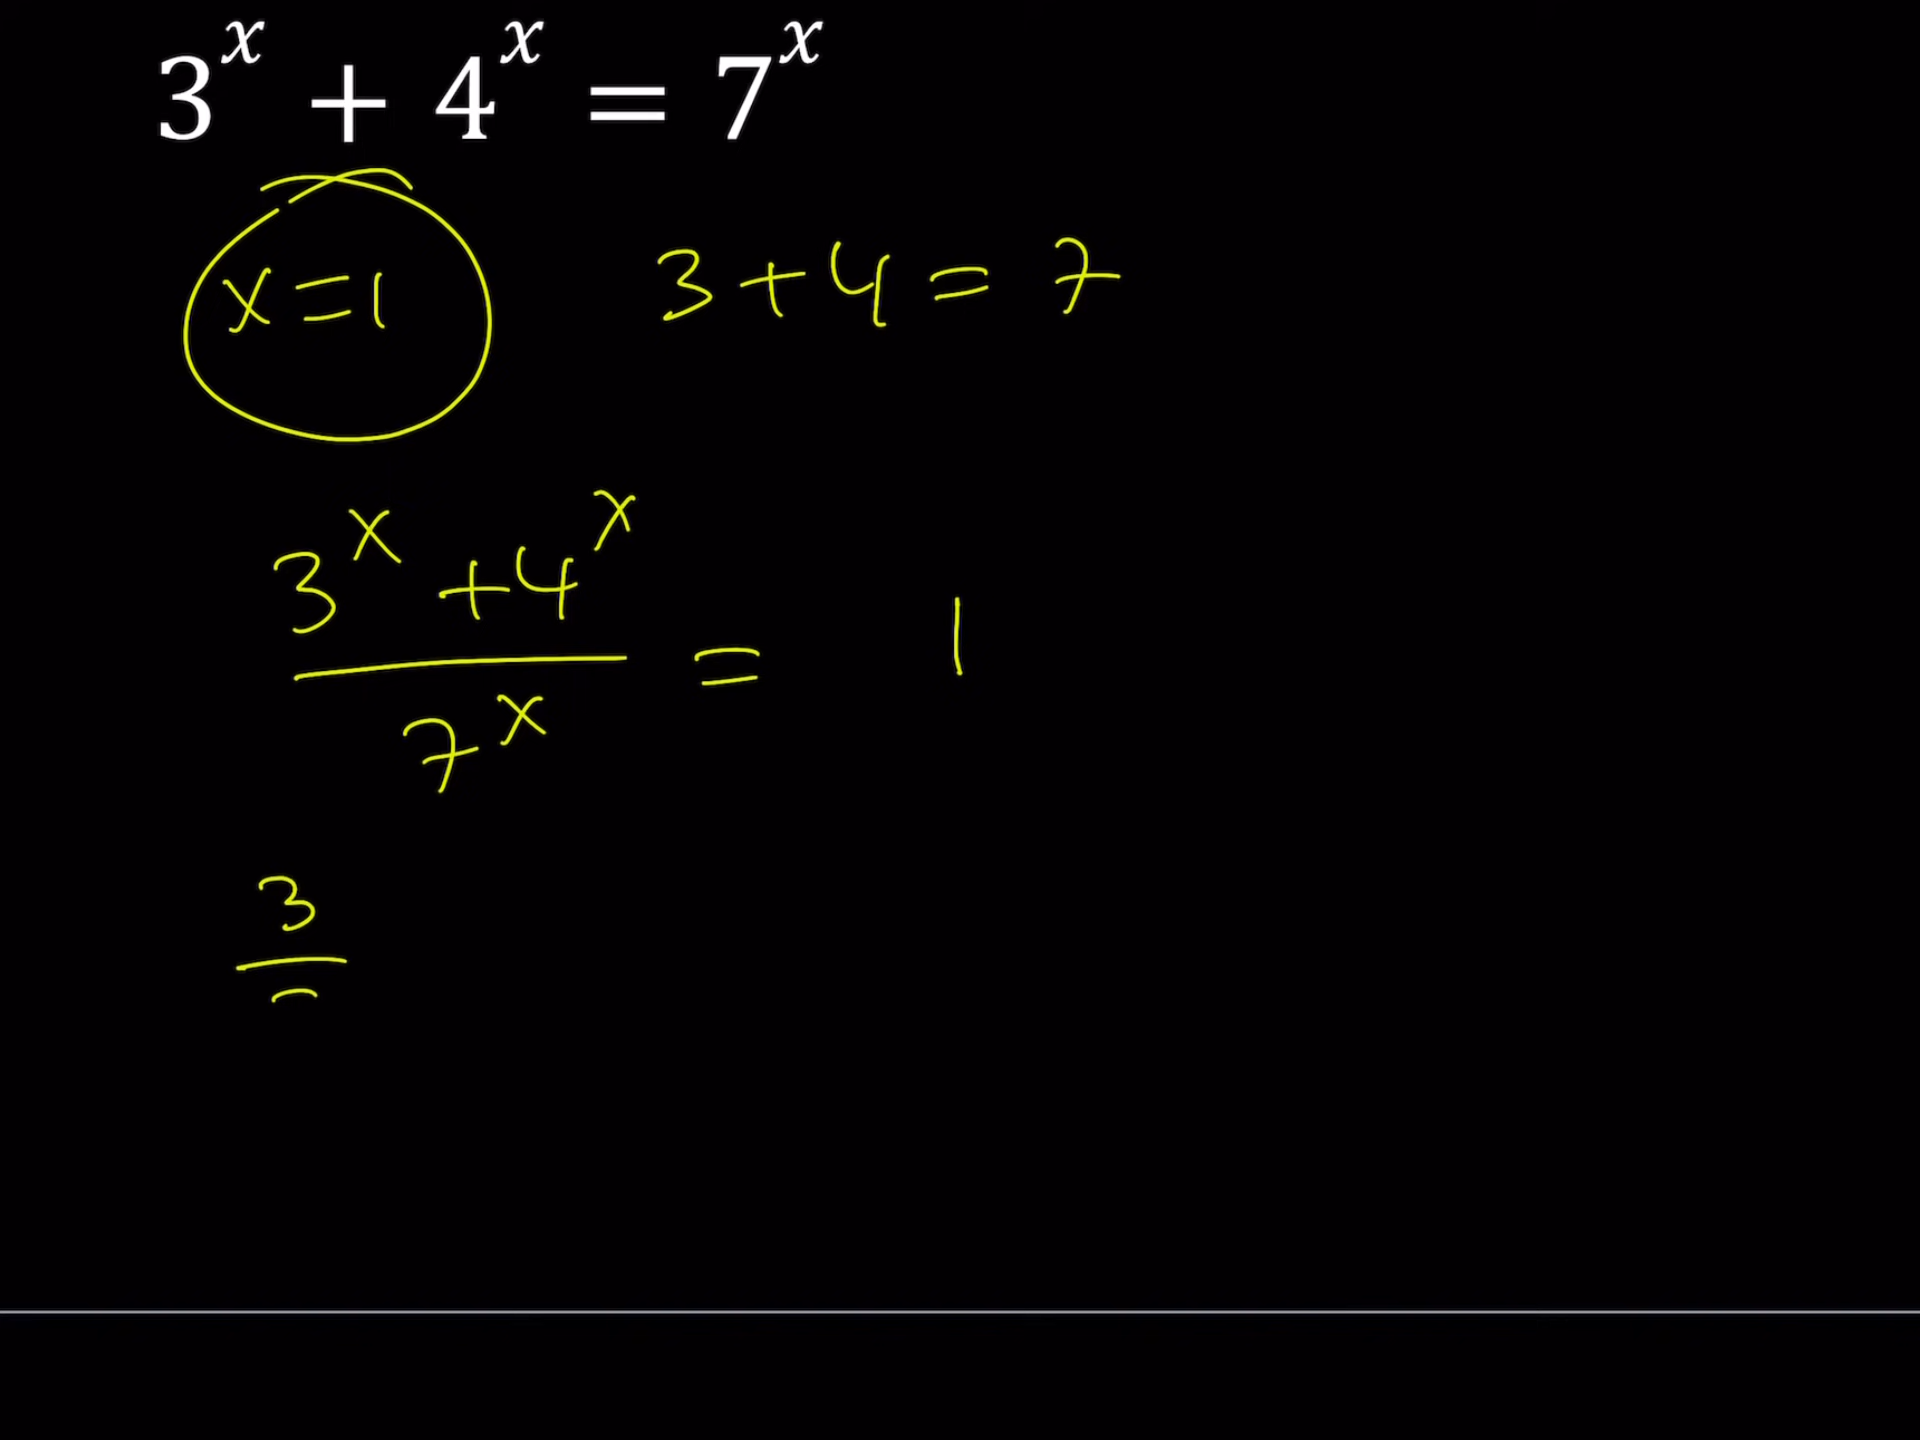 3^x + 4^x = 7^x
x = 1    3 + 4 = 7
3^x + 4^x
= 1
7^x
3